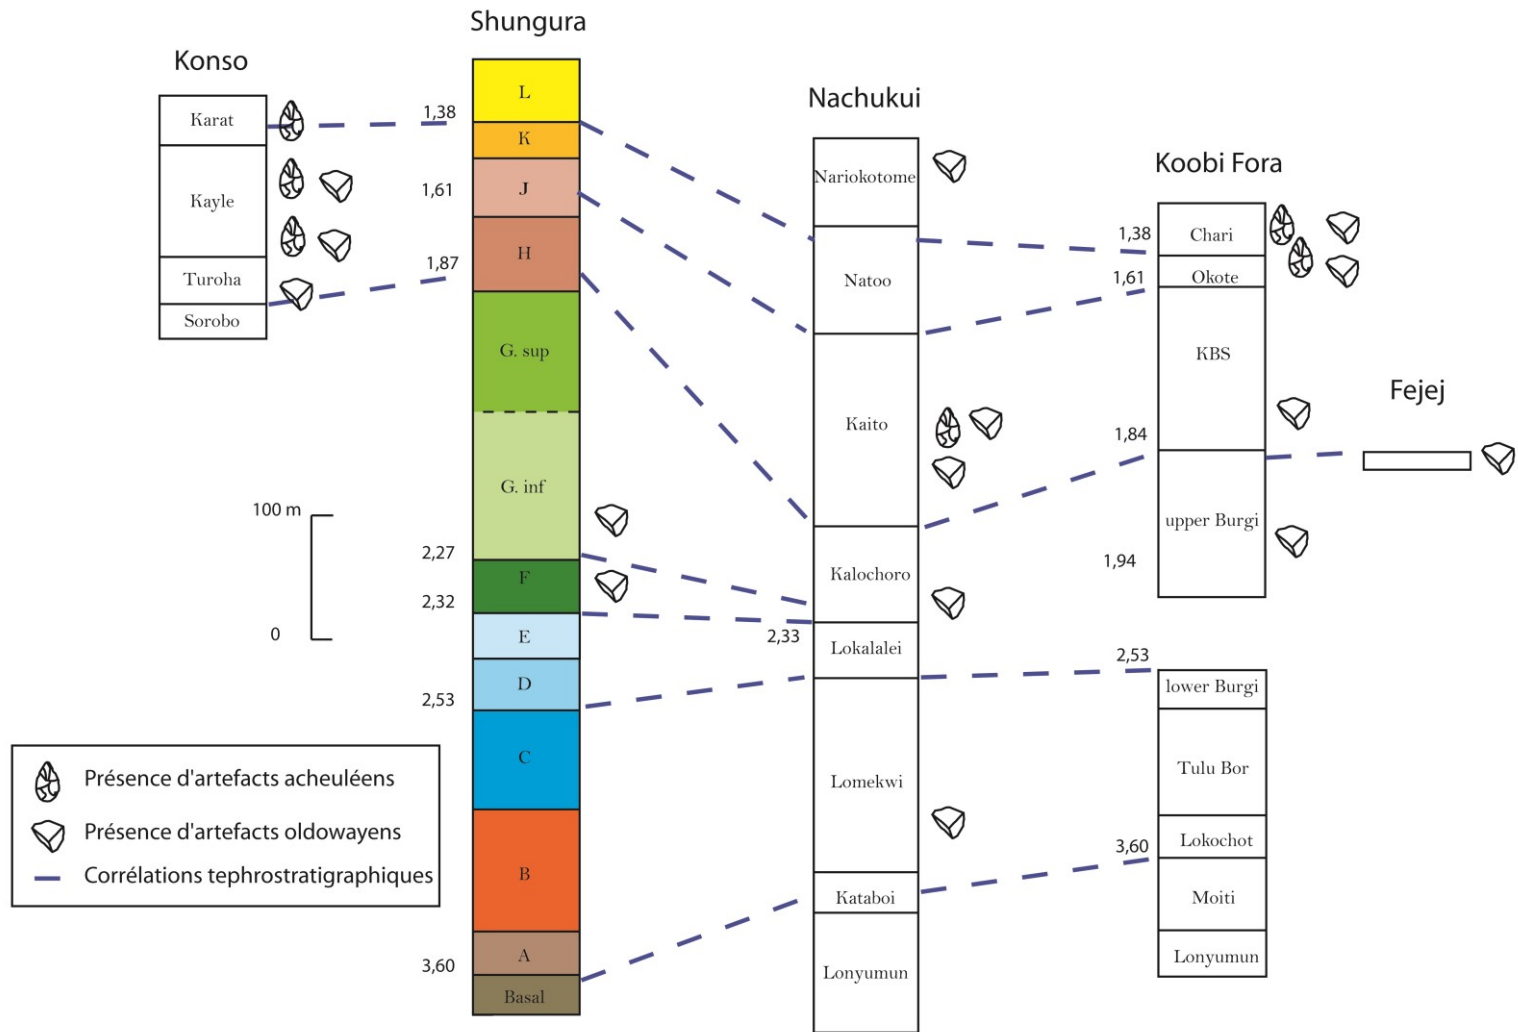 Konso
Karat
Kayle
Turoha
Sorobo
Shungura
1,38
1,61
1,87
2,27
2,32
2,53
3,60
L
K
J
H
G. sup
G. inf
F
E
D
C
B
A
Basal
Nachukui
Nariokotome
Natoo
Kaito
Kalochoro
2,33
Lokalalei
Lomekwi
Kataboi
Lonyumun
Koobi Fora
1,38
1,61
1,84
1,94
2,53
3,60
Chari
Okote
KBS
upper Burgi
lower Burgi
Tulu Bor
Lokochot
Moiti
Lonyumun
Fejej
100 m
0
Présence d'artefacts acheuléens
Présence d'artefacts oldowayens
Corrélations tephrostratigraphiques